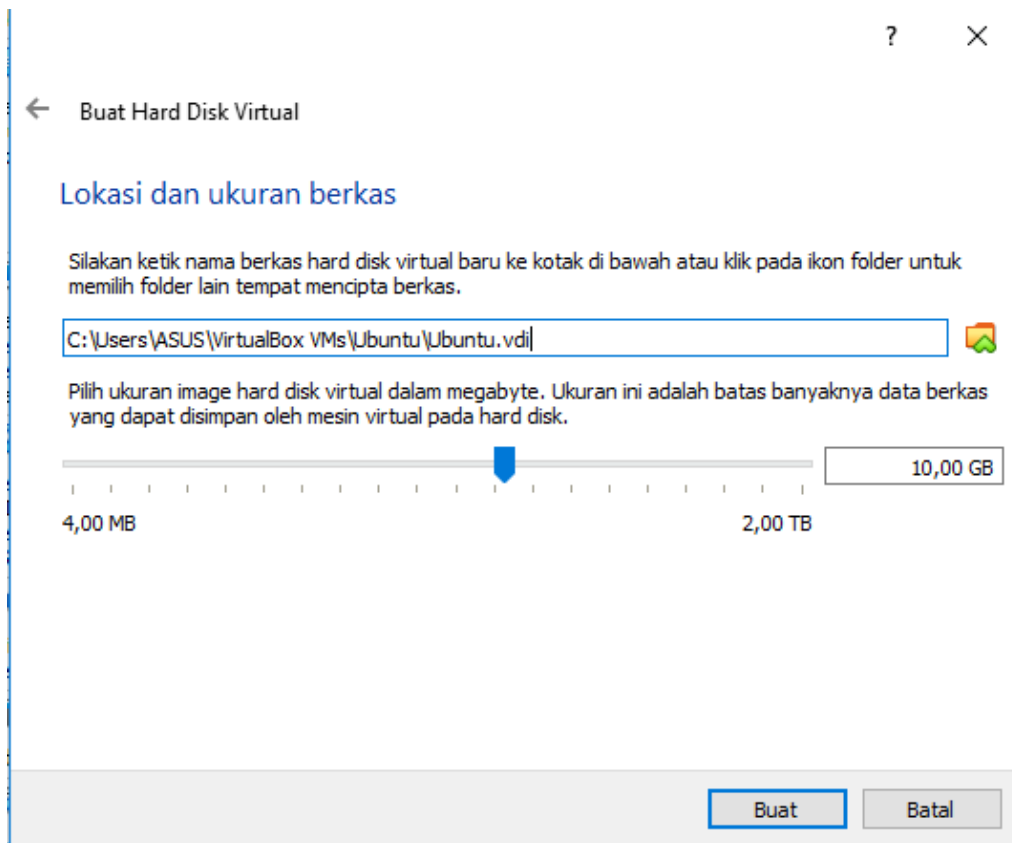 ?
Buat Hard Disk Virtual
Lokasi dan ukuran berkas
Silakan ketik nama berkas hard disk virtual baru ke kotak di bawah atau klik pada ikon folder untuk
memilih folder lain tempat mencipta berkas.
C:\Users\ASUS\VirtualBox VMs\Ubuntu\Ubuntu.vdi
Pilih ukuran image hard disk virtual dalam megabyte. Ukuran ini adalah batas banyaknya data berkas
yang dapat disimpan oleh mesin virtual pada hard disk.
10,00 GB
4,00 MB 2,00 TB
Buat Batal